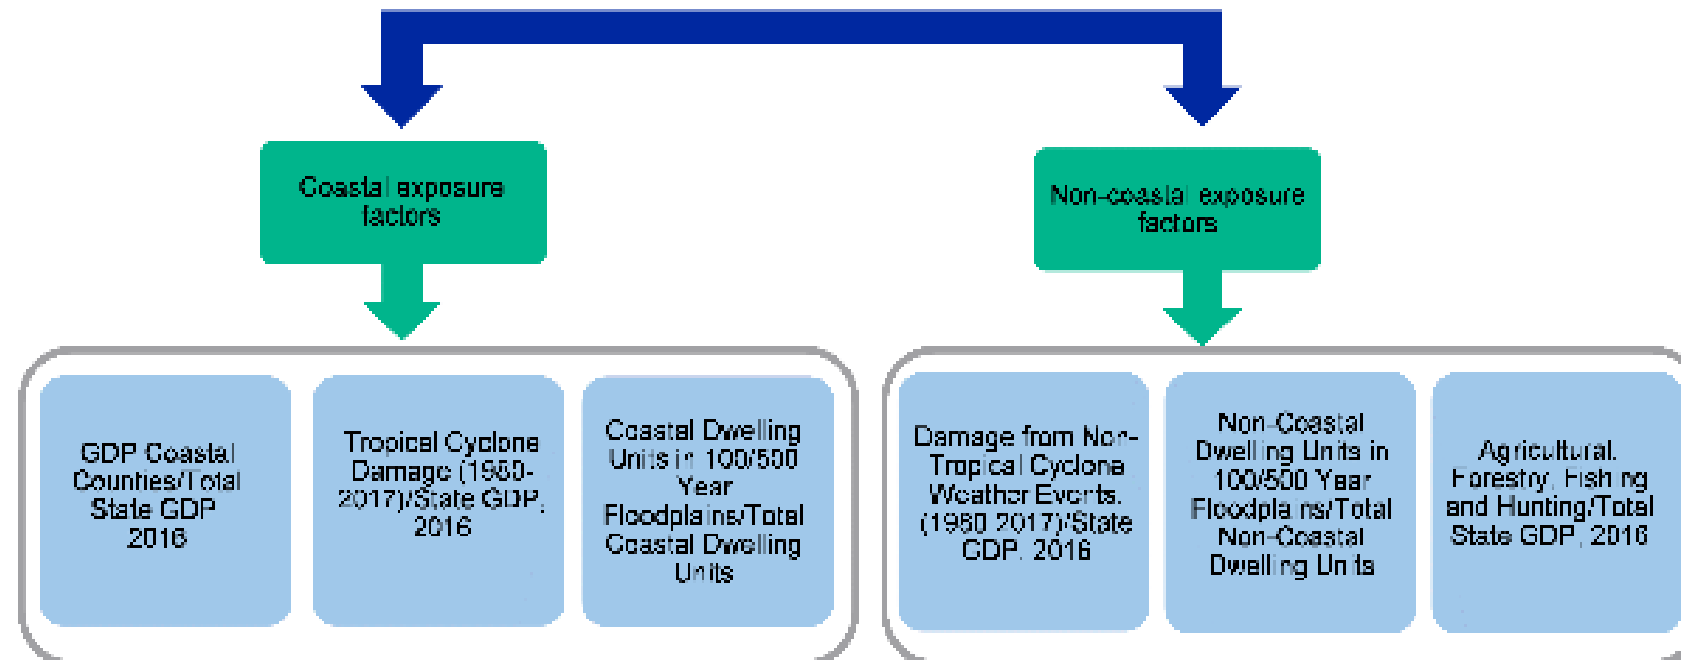 Coastal exposure
factors
Non-coastal exposure
factors
GDP Coastal
Counties/Total
State GDP
2016
Tropical Cyclone
Damage (1980-
2017)/State GDP,
2016
Coastal Dwelling
Units in 100/500
Year
Floodplains/Total
Coastal Dwelling
Units
Damage from Non-
Tropical Cyclone
Weather Events.
(1980 2017)/State
GDP. 2016
Non-Coastal
Dwelling Units in
100/500 Year
Floodplains/Total
Non-Coastal
Dwelling Units
Agricultural.
Forestry, Fishing
and Hunting/Total
State GDP, 2016